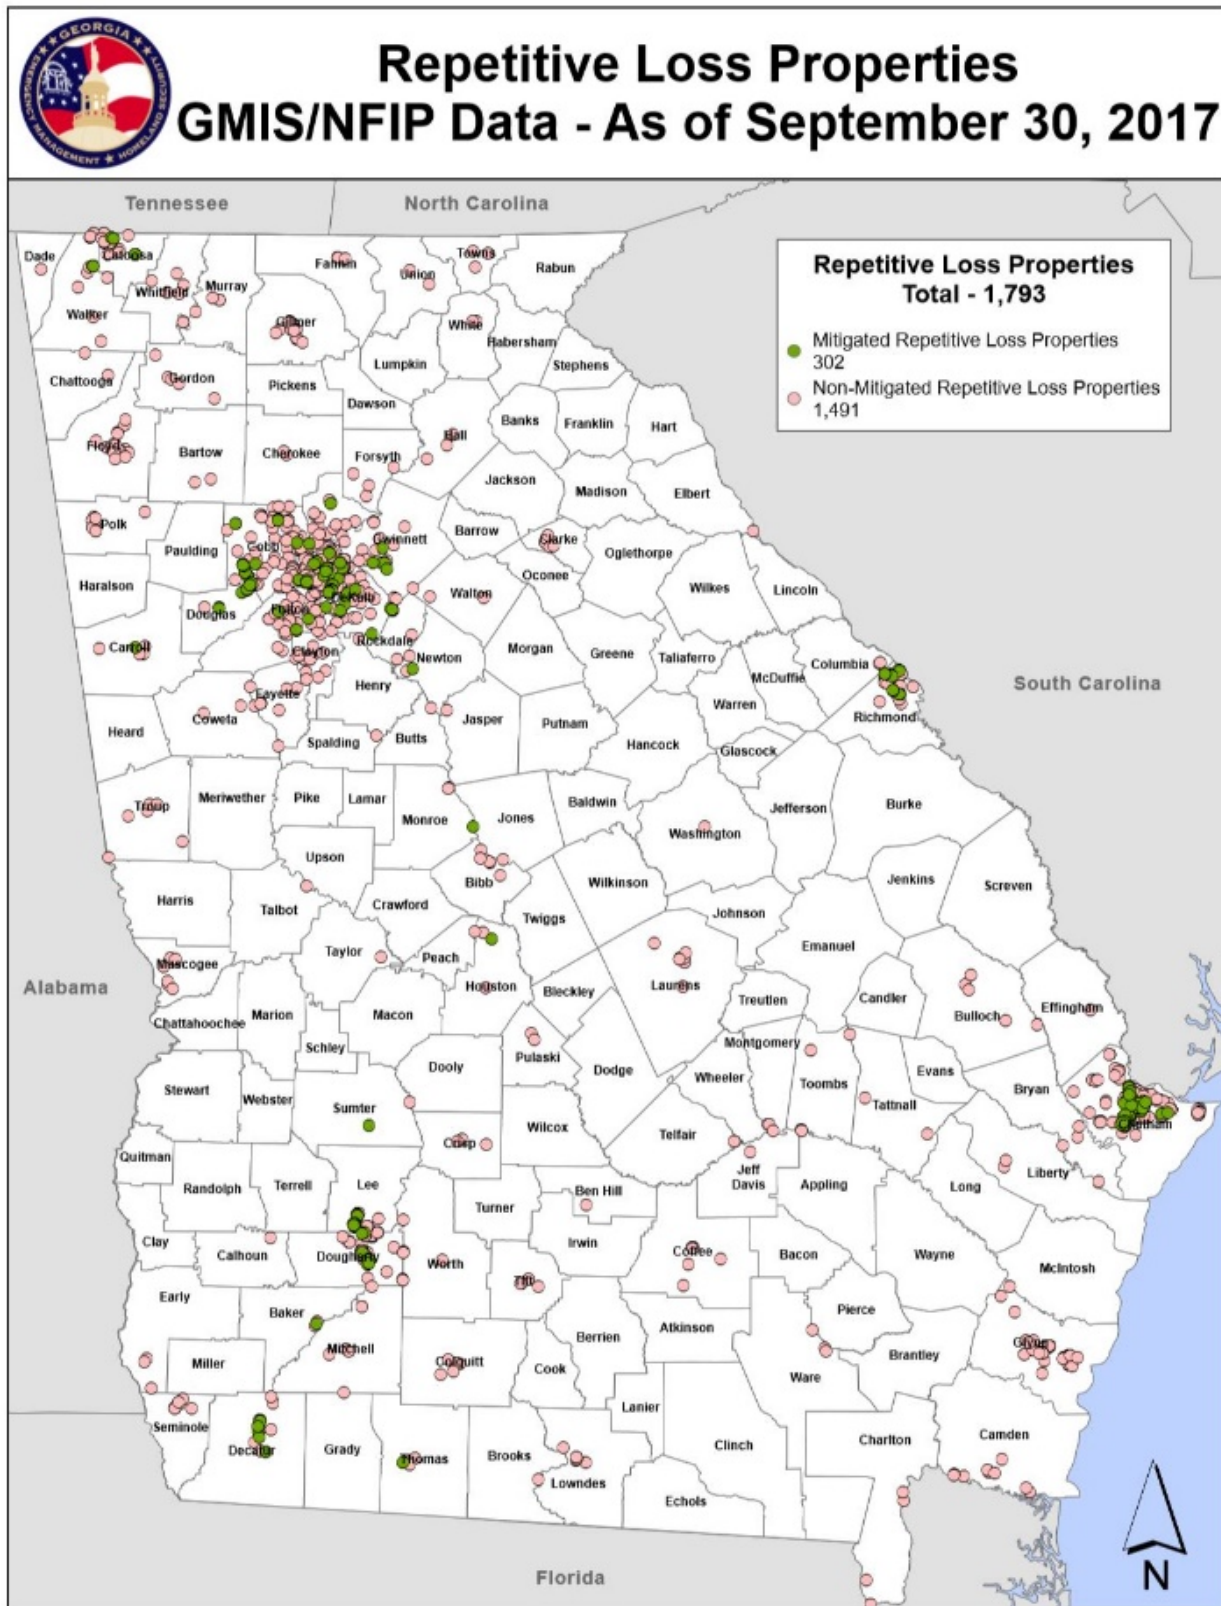 GEORGIA
EMERGENCY MANAGEMENT ★ HOMELAND SECURITY
Repetitive Loss Properties
GMIS/NFIP Data - As of September 30, 2017
Tennessee
North Carolina
Repetitive Loss Properties
Total - 1,793
Mitigated Repetitive Loss Properties
302
Non-Mitigated Repetitive Loss Properties
1,491
Dade
Catoosa
Fannin
Union
Towns
Rabun
Whitfield
Murray
Walker
Gilmer
White
Habersham
Lumpkin
Stephens
Chattooga
Gordon
Pickens
Dawson
Banks
Franklin
Hart
Floyd
Bartow
Cherokee
Forsyth
Hall
Jackson
Madison
Elbert
Polk
Paulding
Cobb
Gwinnett
Barrow
Clarke
Oglethorpe
Oconee
Haralson
Douglas
Fulton
DeKalb
Walton
Wilkes
Lincoln
Carroll
Clayton
Rockdale
Newton
Morgan
Greene
Taliaferro
McDuffie
Columbia
South Carolina
Heard
Coweta
Fayette
Henry
Spalding
Butts
Jasper
Putnam
Hancock
Warren
Glascock
Richmond
Troup
Meriwether
Pike
Lamar
Monroe
Jones
Baldwin
Washington
Jefferson
Burke
Upson
Bibb
Wilkinson
Jenkins
Screven
Harris
Talbot
Crawford
Twiggs
Johnson
Emanuel
Taylor
Peach
Muscogee
Alabama
Houston
Bleckley
Laurens
Treutlen
Candler
Bulloch
Effingham
Chattahoochee
Marion
Macon
Schley
Dooly
Pulaski
Dodge
Montgomery
Wheeler
Toombs
Evans
Tattnall
Bryan
Chatham
Stewart
Webster
Sumter
Crisp
Wilcox
Telfair
Quitman
Randolph
Terrell
Lee
Turner
Ben Hill
Jeff
Davis
Appling
Long
Liberty
Clay
Calhoun
Dougherty
Worth
Irwin
Coffee
Bacon
Wayne
McIntosh
Early
Baker
Tift
Pierce
Miller
Mitchell
Colquitt
Cook
Berrien
Atkinson
Ware
Brantley
Glynn
Seminole
Decatur
Grady
Thomas
Brooks
Lowndes
Lanier
Clinch
Echols
Charlton
Camden
Florida
N